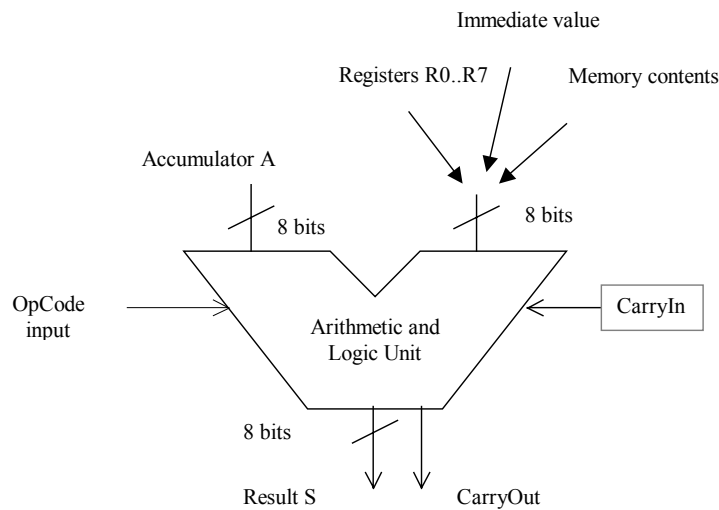 Immediate value
Registers R0..R7
Memory contents
Accumulator A
8 bits
8 bits
OpCode
input
CarryIn
Arithmetic and
Logic Unit
8 bits
Result S
CarryOut